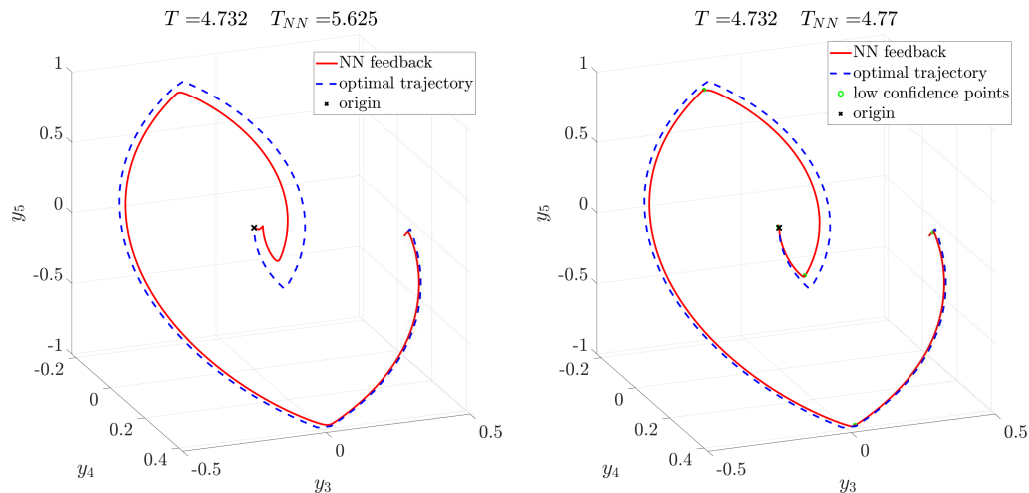 T =4.732 T_NN =5.625
NN feedback
optimal trajectory
origin
1
0.5
0
-0.5
-1
y_5
-0.2
0
0.2
0.4
y_4
-0.5
0
0.5
y_3
T =4.732 T_NN =4.77
NN feedback
optimal trajectory
low confidence points
origin
1
0.5
0
-0.5
-1
y_5
-0.2
0
0.2
0.4
y_4
-0.5
0
0.5
y_3